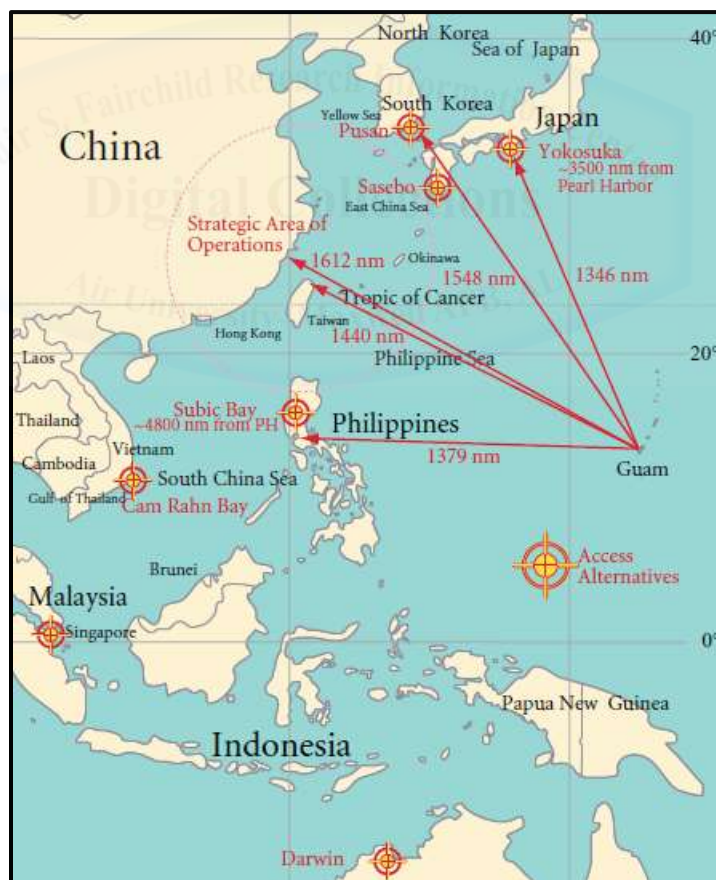 North Korea
40°
Sea of Japan
South Korea
Yellow Sea
Pusan
Japan
China
Yokosuka
~3500 nm from
Pearl Harbor
Sasebo
East China Sea
Strategic Area of
Operations
1612 nm
Okinawa
1548 nm
1346 nm
Tropic of Cancer
Taiwan
Hong Kong
1440 nm
Philippine Sea
20°
Laos
Thailand
Subic Bay
~4800 nm from PH
Philippines
1379 nm
Guam
Vietnam
Cambodia
South China Sea
Gulf of Thailand
Cam Rahn Bay
Access
Alternatives
Brunei
Malaysia
Singapore
0°
Papua New Guinea
Indonesia
Darwin
Digital Collections